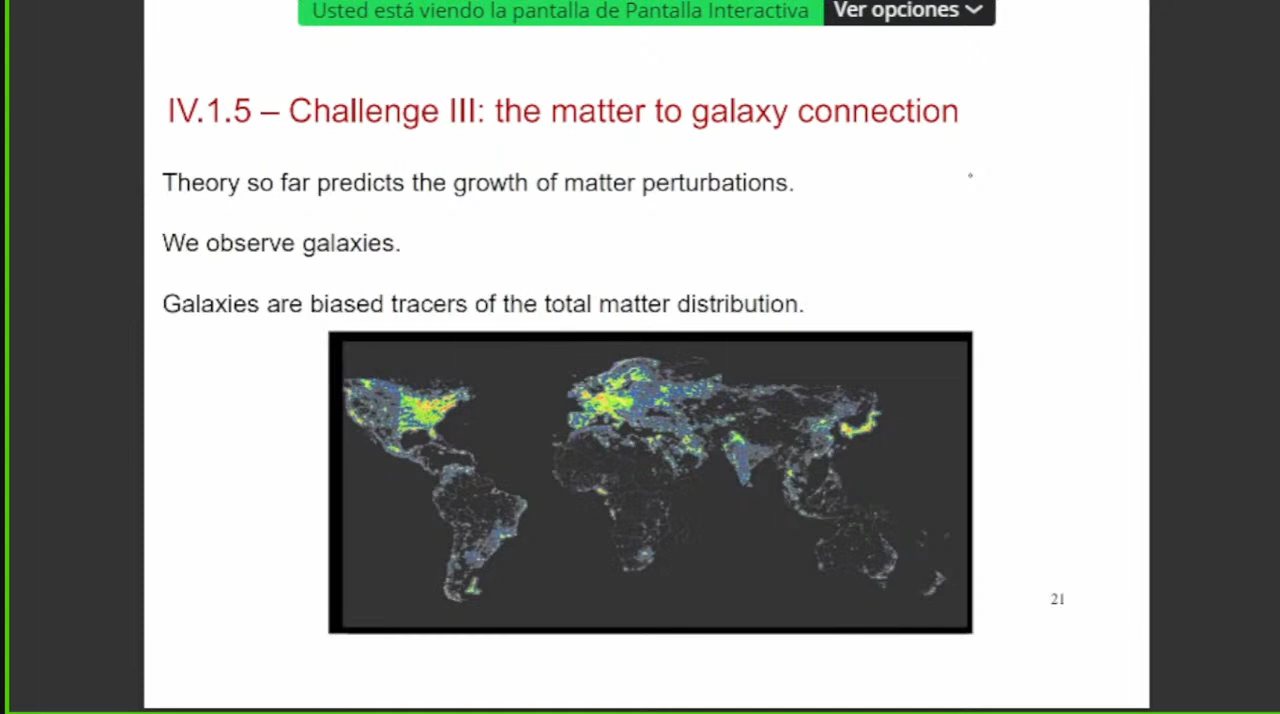 Usted está viendo la pantalla de Pantalla Interactiva Ver opciones
IV.1.5 – Challenge III: the matter to galaxy connection
Theory so far predicts the growth of matter perturbations.
We observe galaxies.
Galaxies are biased tracers of the total matter distribution.
21